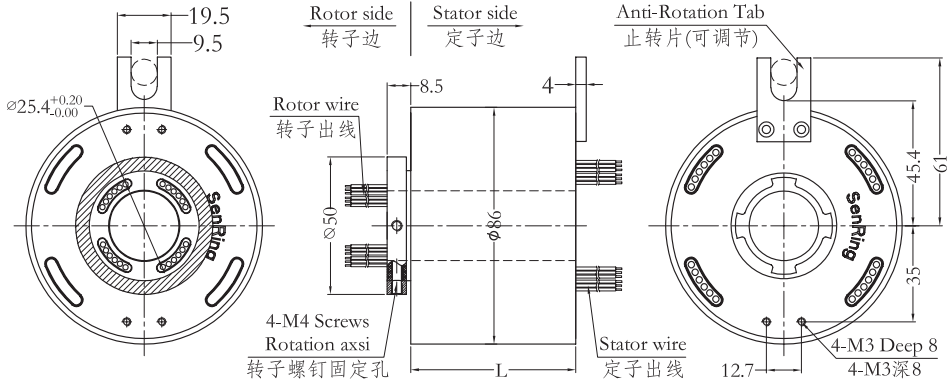 19.5
9.5
⌀25.4 +0.20 -0.00
SenRing
Rotor side
转子边
Stator side
定子边
8.5
4
Rotor wire
转子出线
⌀50
ϕ86
4-M4 Screws
Rotation axsi
转子螺钉固定孔
L
Stator wire
定子出线
Anti-Rotation Tab
止转片(可调节)
45.4
61
35
SenRing
12.7
4-M3 Deep 8
4-M3深8